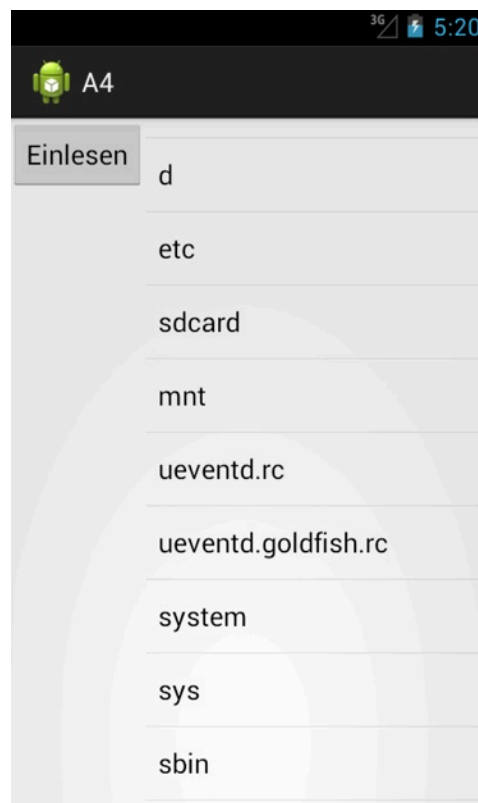 3G 5:20
A4
Einlesen
d
etc
sdcard
mnt
ueventd.rc
ueventd.goldfish.rc
system
sys
sbin